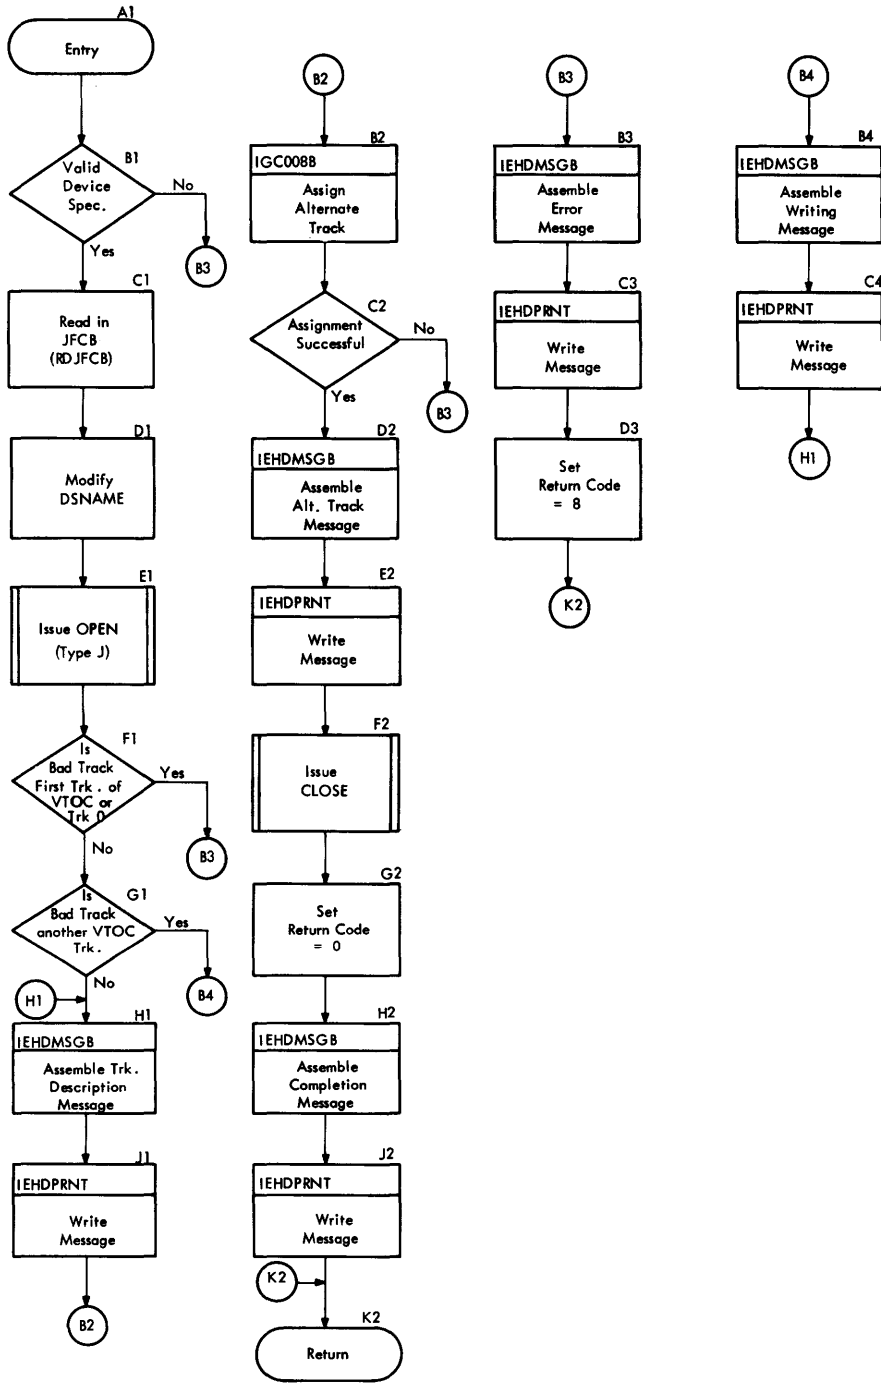 A1
Entry
B1
Valid
Device
Spec.
No
Yes
B3
C1
Read in
JFCB
(RDJFCB)
D1
Modify
DSNAME
E1
Issue OPEN
(Type J)
F1
Is
Bad Track
First Trk. of
VTOC or
Trk 0
Yes
No
B3
G1
Is
Bad Track
another VTOC
Trk.
Yes
No
B4
H1
H1
IEHDMSGB
Assemble Trk.
Description
Message
J1
IEHDPRNT
Write
Message
B2
B2
B2
IGC008B
Assign
Alternate
Track
C2
Assignment
Successful
No
Yes
B3
D2
IEHDMSGB
Assemble
Alt. Track
Message
E2
IEHDPRNT
Write
Message
F2
Issue
CLOSE
G2
Set
Return Code
= 0
H2
IEHDMSGB
Assemble
Completion
Message
J2
IEHDPRNT
Write
Message
K2
K2
Return
B3
B3
IEHDMSGB
Assemble
Error
Message
C3
IEHDPRNT
Write
Message
D3
Set
Return Code
= 8
K2
B4
B4
IEHDMSGB
Assemble
Writing
Message
C4
IEHDPRNT
Write
Message
H1